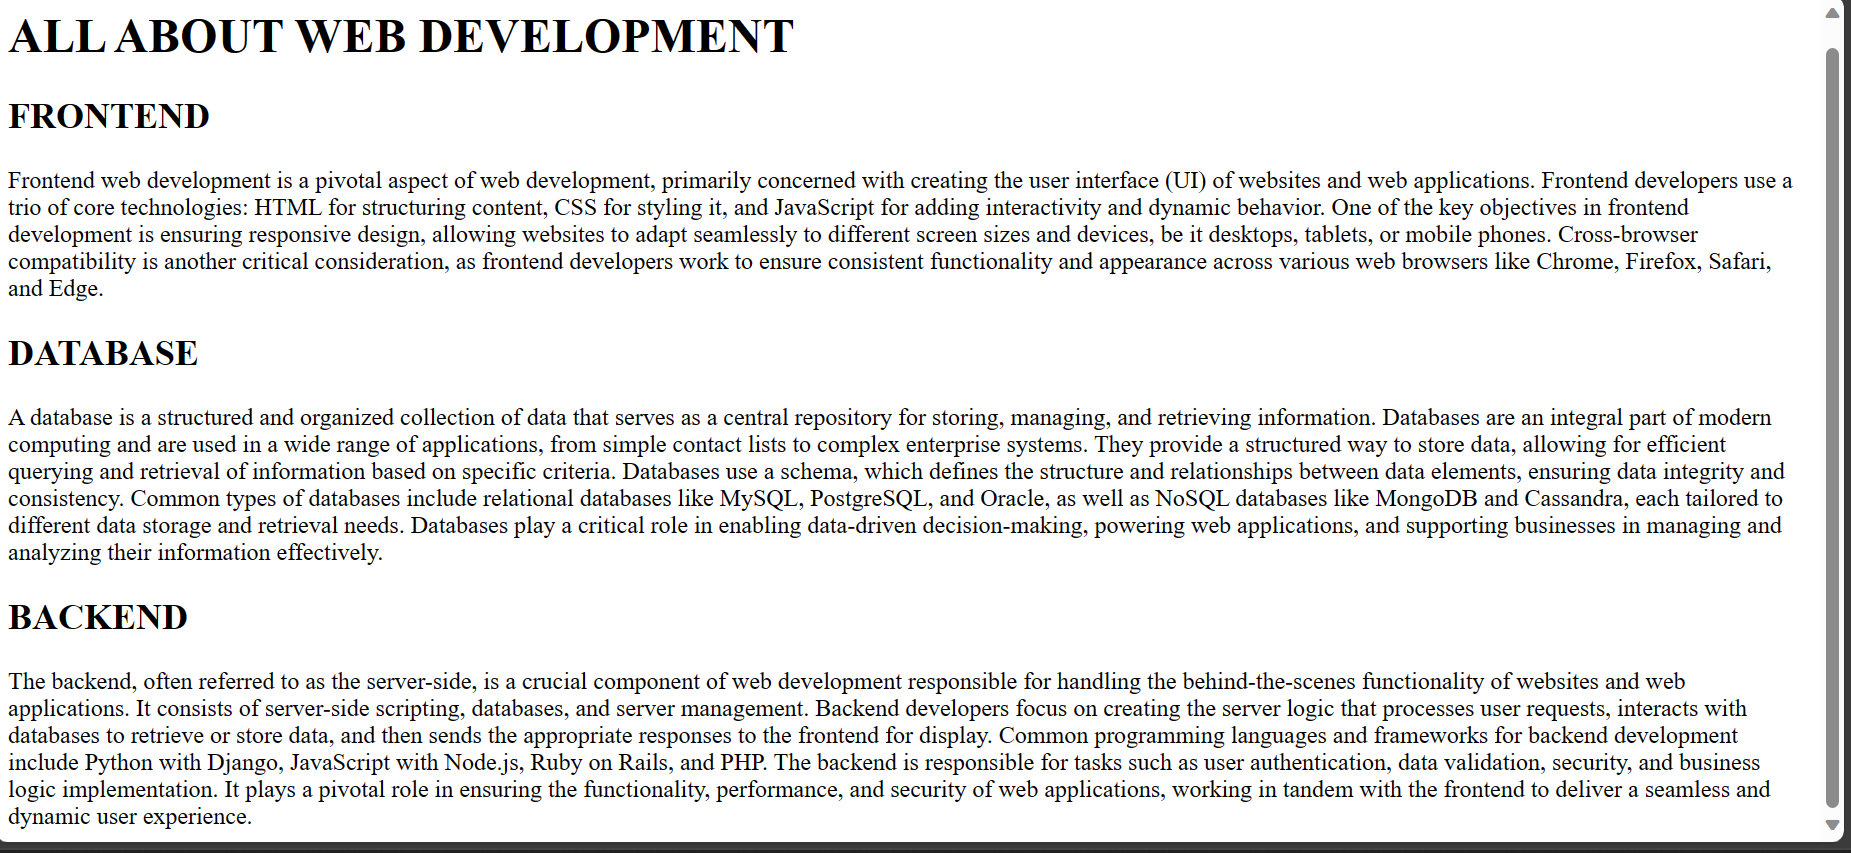 ALL ABOUT WEB DEVELOPMENT
FRONTEND
Frontend web development is a pivotal aspect of web development, primarily concerned with creating the user interface (UI) of websites and web applications. Frontend developers use a
trio of core technologies: HTML for structuring content, CSS for styling it, and JavaScript for adding interactivity and dynamic behavior. One of the key objectives in frontend
development is ensuring responsive design, allowing websites to adapt seamlessly to different screen sizes and devices, be it desktops, tablets, or mobile phones. Cross-browser
compatibility is another critical consideration, as frontend developers work to ensure consistent functionality and appearance across various web browsers like Chrome, Firefox, Safari,
and Edge.
DATABASE
A database is a structured and organized collection of data that serves as a central repository for storing, managing, and retrieving information. Databases are an integral part of modern
computing and are used in a wide range of applications, from simple contact lists to complex enterprise systems. They provide a structured way to store data, allowing for efficient
querying and retrieval of information based on specific criteria. Databases use a schema, which defines the structure and relationships between data elements, ensuring data integrity and
consistency. Common types of databases include relational databases like MySQL, PostgreSQL, and Oracle, as well as NoSQL databases like MongoDB and Cassandra, each tailored to
different data storage and retrieval needs. Databases play a critical role in enabling data-driven decision-making, powering web applications, and supporting businesses in managing and
analyzing their information effectively.
BACKEND
The backend, often referred to as the server-side, is a crucial component of web development responsible for handling the behind-the-scenes functionality of websites and web
applications. It consists of server-side scripting, databases, and server management. Backend developers focus on creating the server logic that processes user requests, interacts with
databases to retrieve or store data, and then sends the appropriate responses to the frontend for display. Common programming languages and frameworks for backend development
include Python with Django, JavaScript with Node.js, Ruby on Rails, and PHP. The backend is responsible for tasks such as user authentication, data validation, security, and business
logic implementation. It plays a pivotal role in ensuring the functionality, performance, and security of web applications, working in tandem with the frontend to deliver a seamless and
dynamic user experience.